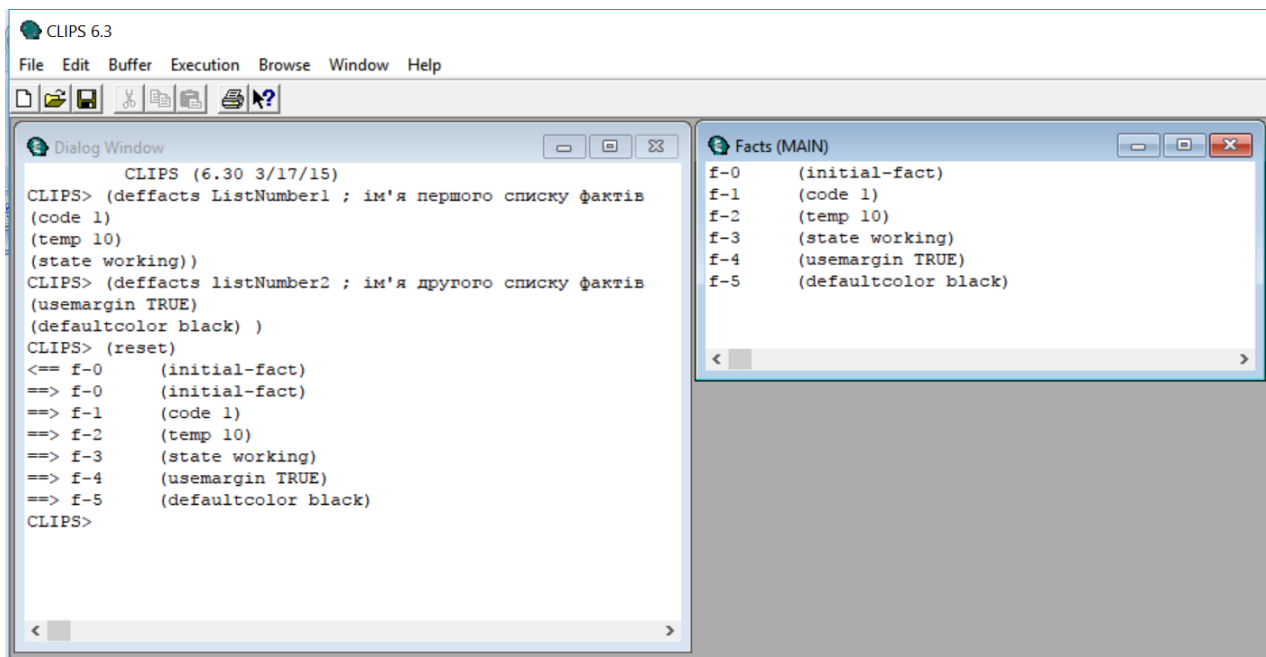 CLIPS 6.3
File Edit Buffer Execution Browse Window Help
Dialog Window
CLIPS (6.30 3/17/15)
CLIPS> (deffacts ListNumber1 ; ім'я першого списку фактів
(code 1)
(temp 10)
(state working))
CLIPS> (deffacts listNumber2 ; ім'я другого списку фактів
(usemargin TRUE)
(defaultcolor black) )
CLIPS> (reset)
<== f-0 (initial-fact)
==> f-0 (initial-fact)
==> f-1 (code 1)
==> f-2 (temp 10)
==> f-3 (state working)
==> f-4 (usemargin TRUE)
==> f-5 (defaultcolor black)
CLIPS>
Facts (MAIN)
f-0 (initial-fact)
f-1 (code 1)
f-2 (temp 10)
f-3 (state working)
f-4 (usemargin TRUE)
f-5 (defaultcolor black)